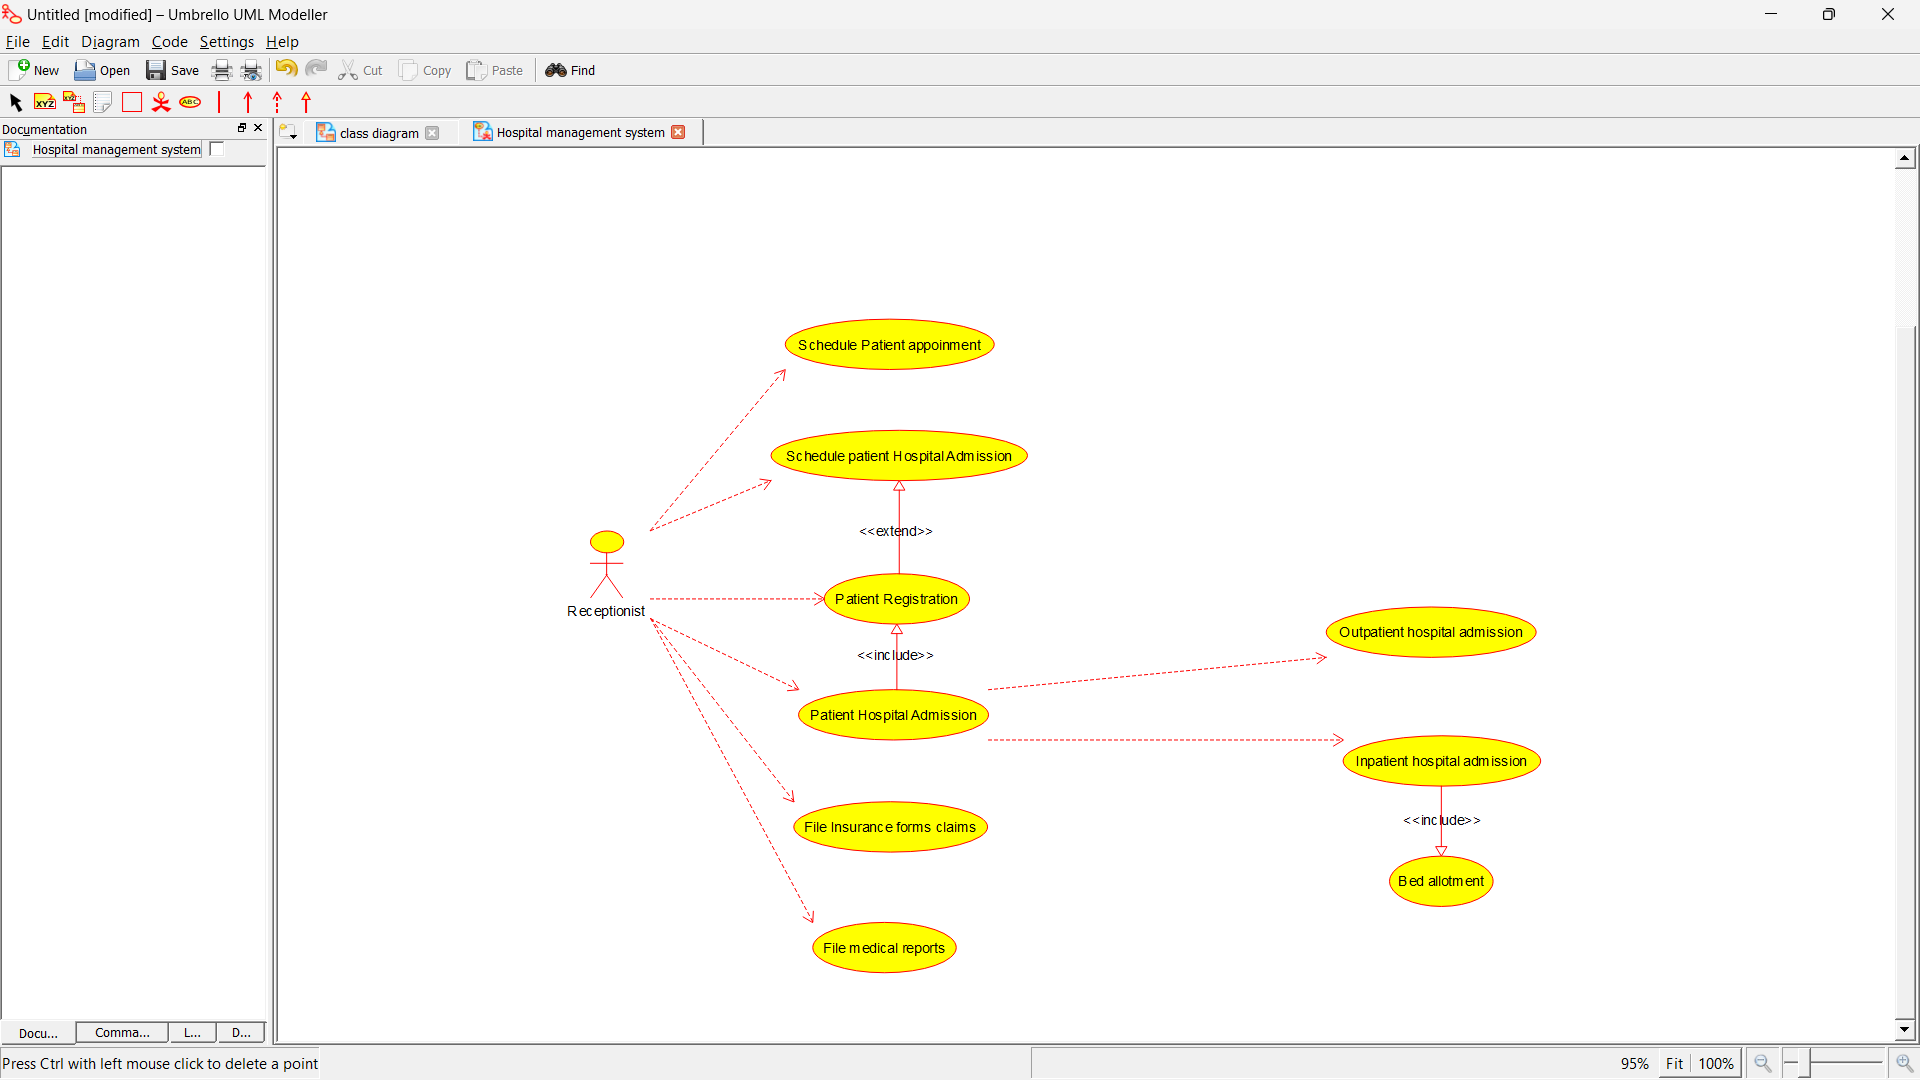 Untitled [modified] – Umbrello UML Modeller
File Edit Diagram Code Settings Help
New Open Save Cut Copy Paste Find
XYZ XYZ ABC
Documentation
Hospital management system
class diagram
Hospital management system
Schedule Patient appoinment
Schedule patient Hospital Admission
<<extend>>
Receptionist
Patient Registration
<<include>>
Outpatient hospital admission
Patient Hospital Admission
Inpatient hospital admission
<<include>>
File Insurance forms claims
Bed allotment
File medical reports
Docu... Comma... L... D...
Press Ctrl with left mouse click to delete a point
95% Fit 100%